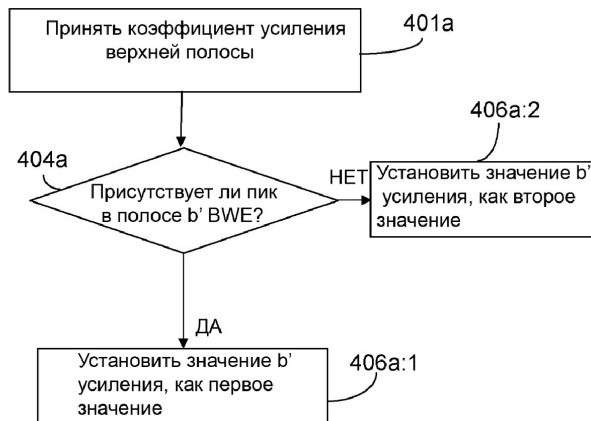 Принять коэффициент усиления
верхней полосы
401a
404a
406a:2
Присутствует ли пик
в полосе b’ BWE?
НЕТ
Установить значение b’
усиления, как второе
значение
ДА
Установить значение b’
усиления, как первое
значение
406a:1